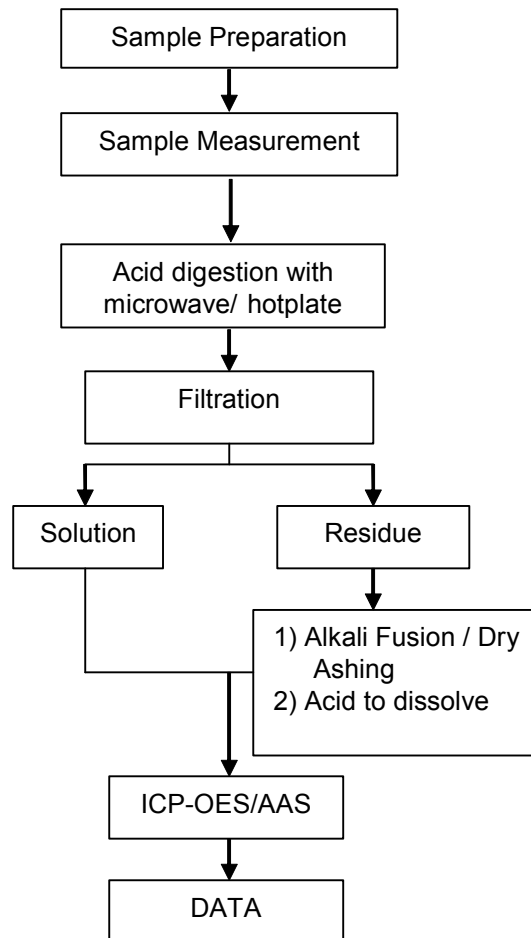 Sample Preparation
Sample Measurement
Acid digestion with
microwave/ hotplate
Filtration
Solution
Residue
1) Alkali Fusion / Dry
Ashing
2) Acid to dissolve
ICP-OES/AAS
DATA